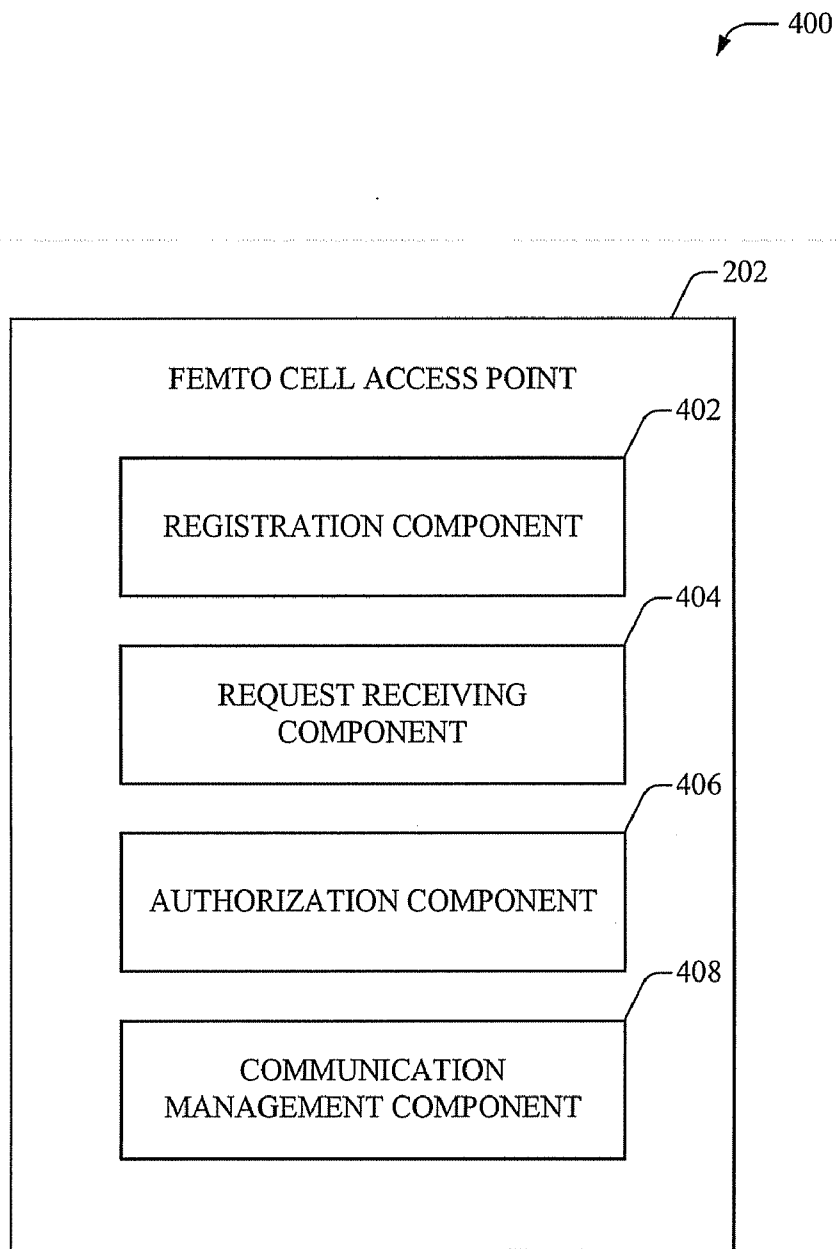 400
202
FEMTO CELL ACCESS POINT
402
REGISTRATION COMPONENT
404
REQUEST RECEIVING
COMPONENT
406
AUTHORIZATION COMPONENT
408
COMMUNICATION
MANAGEMENT COMPONENT